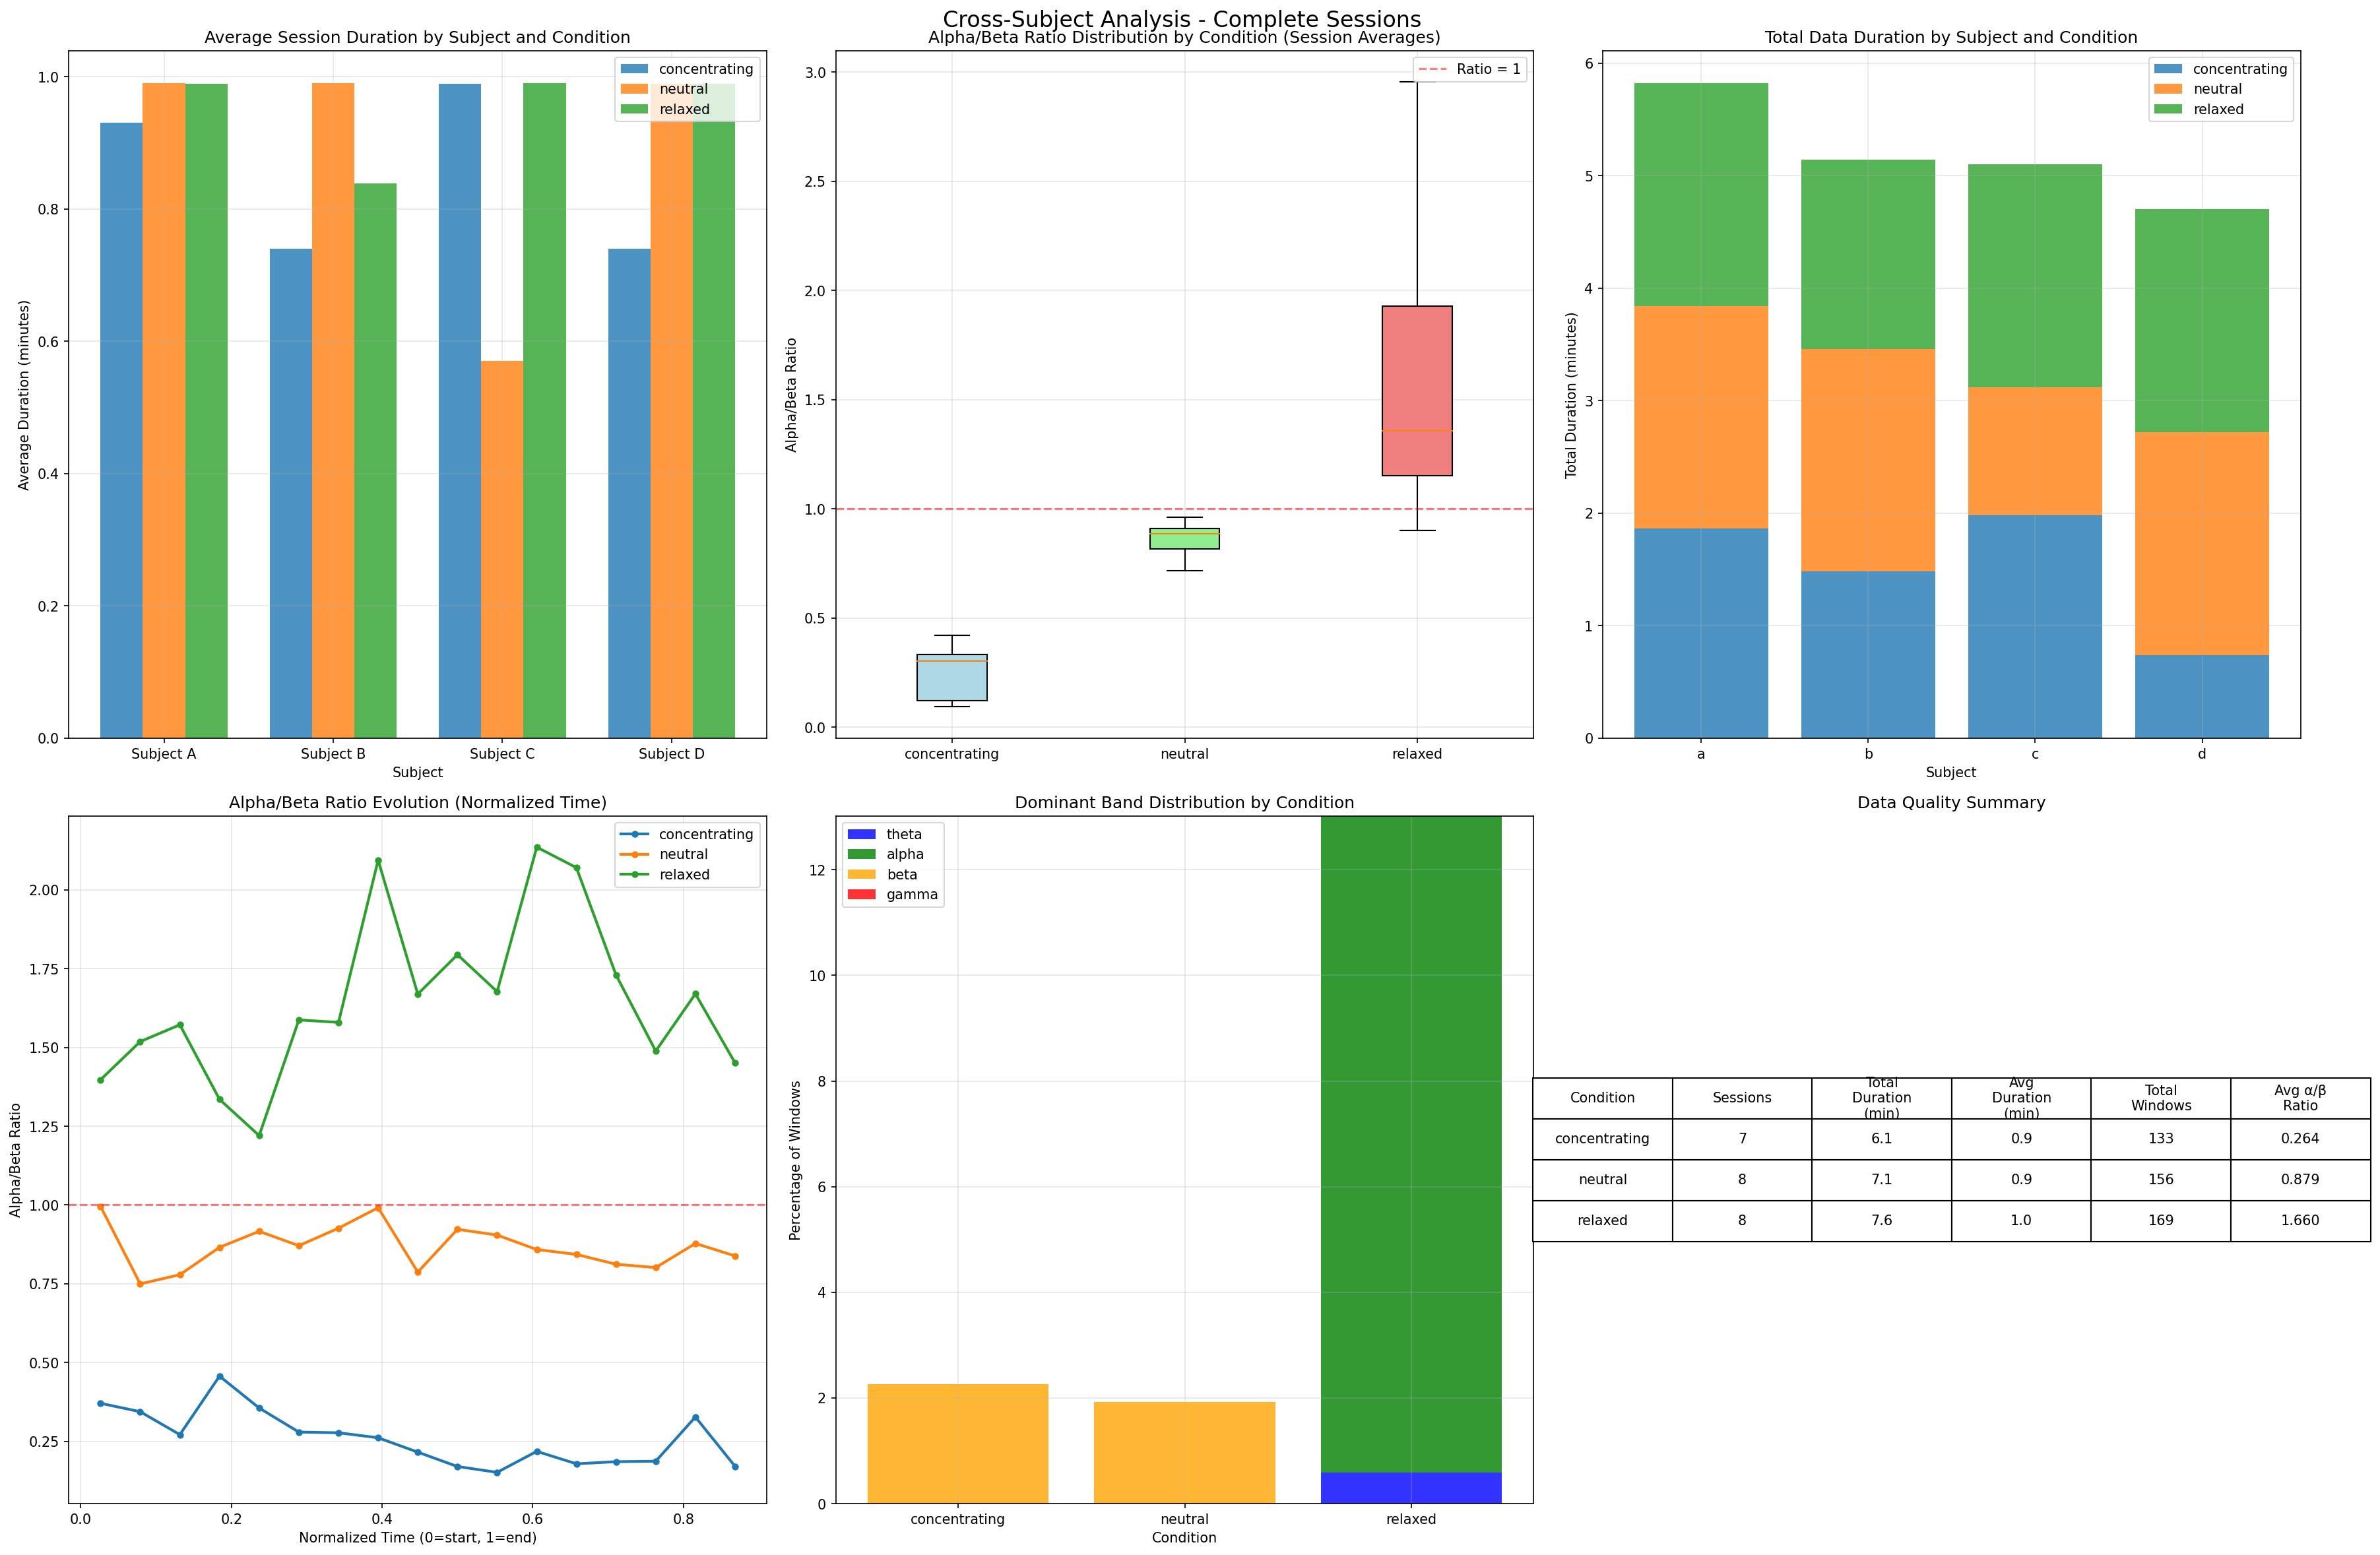 Cross-Subject Analysis - Complete Sessions
Average Session Duration by Subject and Condition
Average Duration (minutes)
1.0
0.8
0.6
0.4
0.2
0.0
concentrating
neutral
relaxed
Subject A Subject B Subject C Subject D
Subject
Alpha/Beta Ratio Distribution by Condition (Session Averages)
Alpha/Beta Ratio
3.0
2.5
2.0
1.5
1.0
0.5
0.0
Ratio = 1
concentrating neutral relaxed
Total Data Duration by Subject and Condition
Total Duration (minutes)
6
5
4
3
2
1
0
concentrating
neutral
relaxed
a b c d
Subject
Alpha/Beta Ratio Evolution (Normalized Time)
Alpha/Beta Ratio
2.00
1.75
1.50
1.25
1.00
0.75
0.50
0.25
concentrating
neutral
relaxed
0.0 0.2 0.4 0.6 0.8
Normalized Time (0=start, 1=end)
Dominant Band Distribution by Condition
Percentage of Windows
12
10
8
6
4
2
0
theta
alpha
beta
gamma
concentrating neutral relaxed
Condition
Data Quality Summary
Condition Sessions Total Duration (min) Avg Duration (min) Total Windows Avg α/β Ratio
concentrating 7 6.1 0.9 133 0.264
neutral 8 7.1 0.9 156 0.879
relaxed 8 7.6 1.0 169 1.660